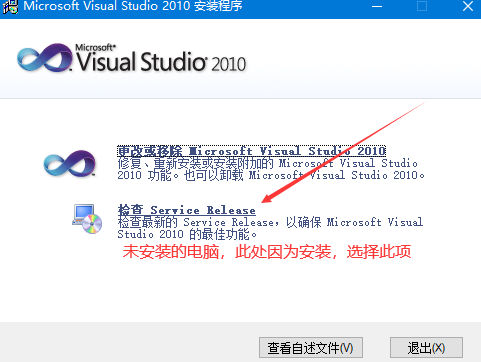 Microsoft Visual Studio 2010 安装程序
Microsoft®
Visual Studio 2010
更改或移除 Microsoft Visual Studio 2010
修复、重新安装或安装附加的 Microsoft Visual Studio
2010 功能。也可以卸载 Microsoft Visual Studio 2010。
检查 Service Release
检查最新的 Service Release，以确保 Microsoft Visual
Studio 2010 的最佳功能。
未安装的电脑，此处因为安装，选择此项
查看自述文件(V)
退出(X)